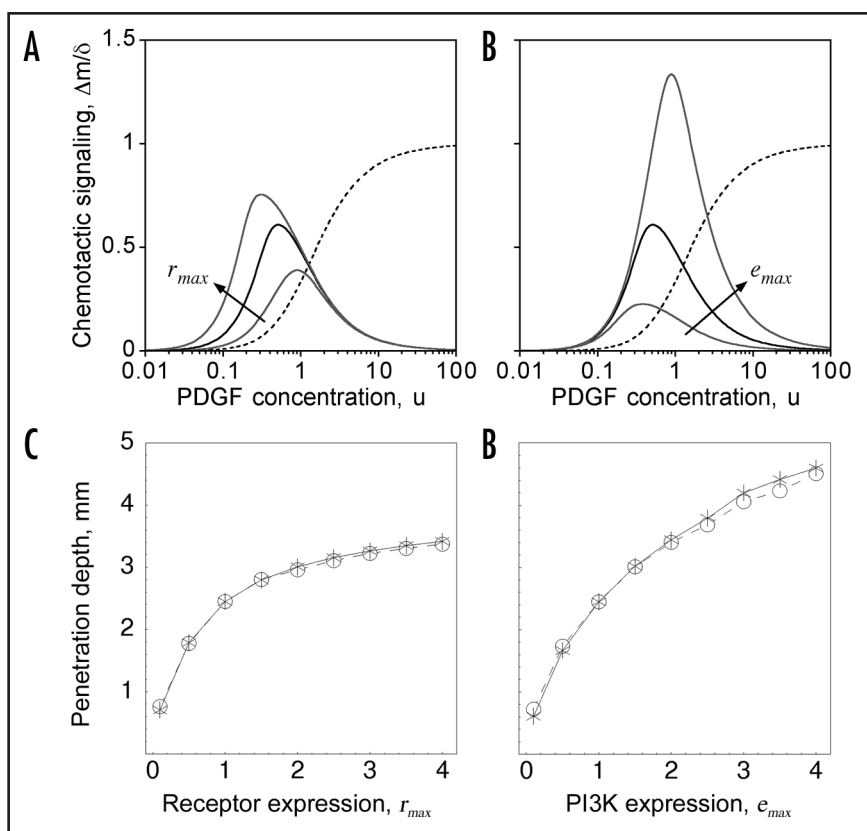 A
B
Chemotactic signaling, Δm/δ
1.5
1
0.5
0
r_max
e_max
0.01 0.1 1 10 100
0.01 0.1 1 10 100
PDGF concentration, u
PDGF concentration, u
C
B
Penetration depth, mm
5
4
3
2
1
0 1 2 3 4
0 1 2 3 4
Receptor expression, r_max
PI3K expression, e_max